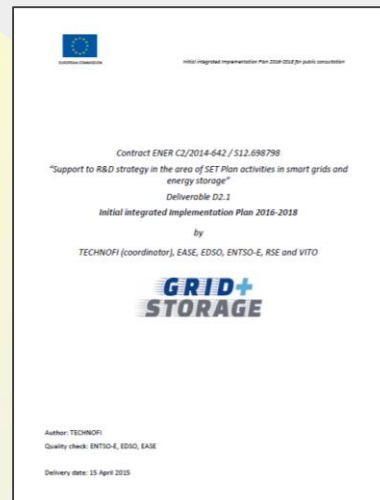 EUROPEAN COMMISSION
Initial integrated Implementation Plan 2016-2018 for public consultation
Contract ENER C2/2014-642 / S12.698798
"Support to R&D strategy in the area of SET Plan activities in smart grids and
energy storage"
Deliverable D2.1
Initial integrated Implementation Plan 2016-2018
by
TECHNOFI (coordinator), EASE, EDSO, ENTSO-E, RSE and VITO
GRID+
STORAGE
Author: TECHNOFI
Quality check: ENTSO-E, EDSO, EASE
Delivery date: 15 April 2015